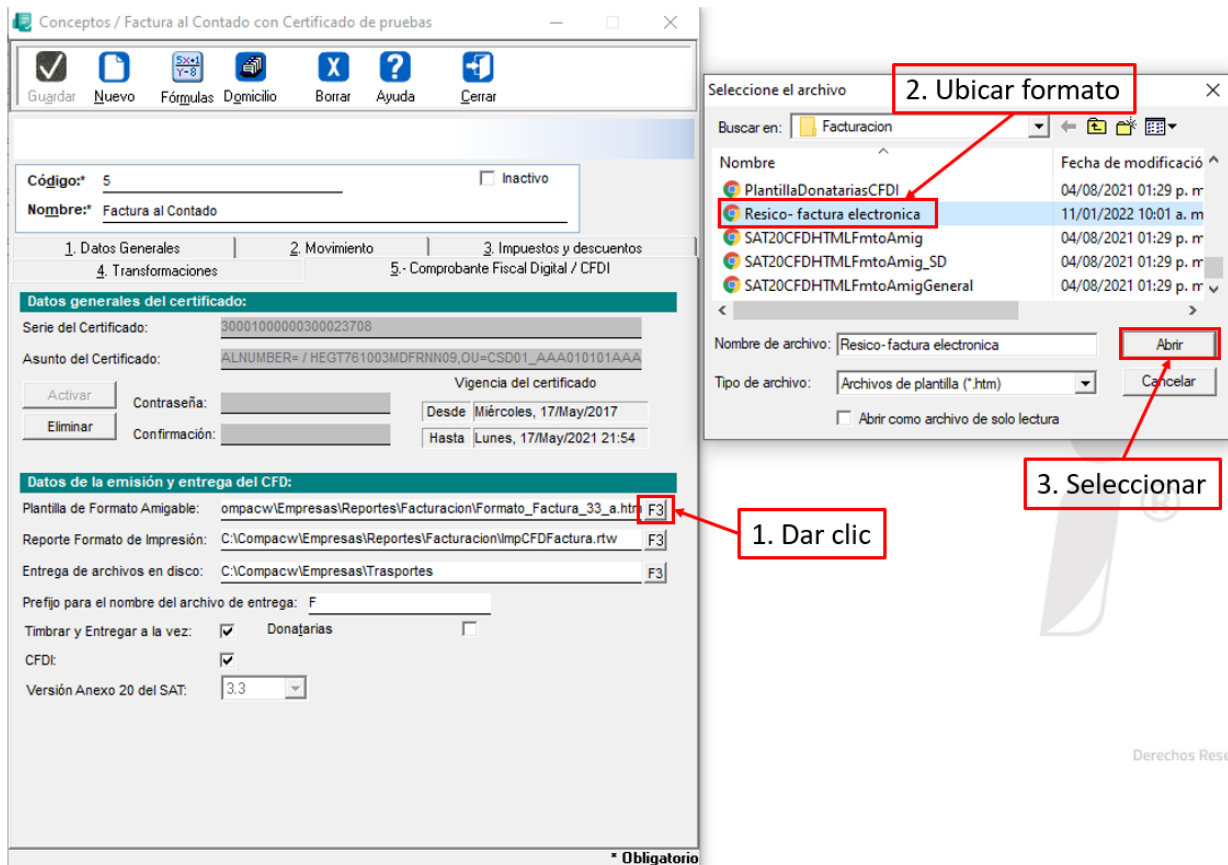 Conceptos / Factura al Contado con Certificado de pruebas
Guardar Nuevo Fórmulas Domicilio Borrar Ayuda Cerrar
Código:* 5 Inactivo
Nombre:* Factura al Contado
1. Datos Generales 2. Movimiento 3. Impuestos y descuentos
4. Transformaciones 5.- Comprobante Fiscal Digital / CFDI
Datos generales del certificado:
Serie del Certificado: 30001000000300023708
Asunto del Certificado: ALNUMBER= / HEGT761003MDFRNN09,OU=CSD01_AAA010101AAA
Activar Contraseña: Vigencia del certificado
Desde Miércoles, 17/May/2017
Eliminar Confirmación: Hasta Lunes, 17/May/2021 21:54
Datos de la emisión y entrega del CFD:
Plantilla de Formato Amigable: ompacw\Empresas\Reportes\Facturacion\Formato_Factura_33_a.htm F3
Reporte Formato de Impresión: C:\Compacw\Empresas\Reportes\Facturacion\ImpCFDFactura.rtw F3
Entrega de archivos en disco: C:\Compacw\Empresas\Trasportes F3
Prefijo para el nombre del archivo de entrega: F
Timbrar y Entregar a la vez: Donatarias
CFDI:
Versión Anexo 20 del SAT: 3.3
* Obligatorio
Seleccione el archivo
2. Ubicar formato
Buscar en: Facturacion
Nombre Fecha de modificació
PlantillaDonatariasCFDI 04/08/2021 01:29 p. m
Resico- factura electronica 11/01/2022 10:01 a. m
SAT20CFDHTMLFmtoAmig 04/08/2021 01:29 p. m
SAT20CFDHTMLFmtoAmig_SD 04/08/2021 01:29 p. m
SAT20CFDHTMLFmtoAmigGeneral 04/08/2021 01:29 p. m
Nombre de archivo: Resico- factura electronica Abrir
Tipo de archivo: Archivos de plantilla (*.htm) Cancelar
Abrir como archivo de solo lectura
3. Seleccionar
®
1. Dar clic
Derechos Rese